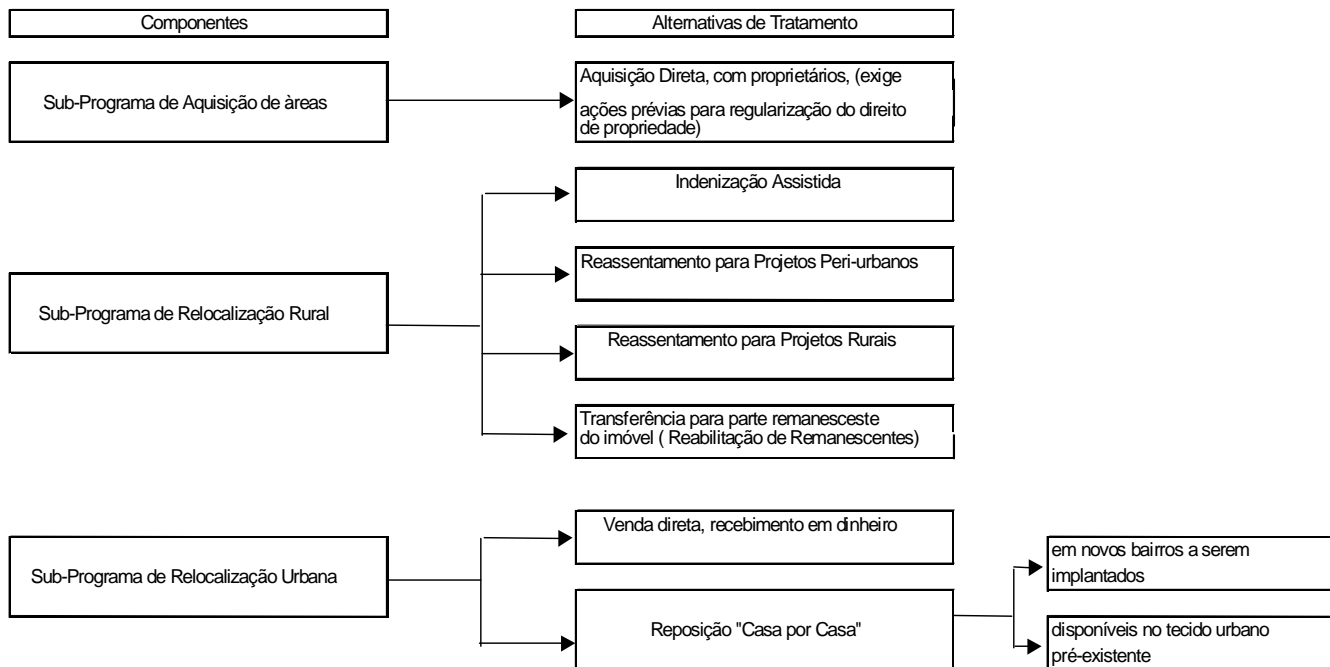 Componentes
Alternativas de Tratamento
Sub-Programa de Aquisição de àreas
Aquisição Direta, com proprietários, (exige
ações prévias para regularização do direito
de propriedade)
Sub-Programa de Relocalização Rural
Indenização Assistida
Reassentamento para Projetos Peri-urbanos
Reassentamento para Projetos Rurais
Transferência para parte remanesceste
do imóvel ( Reabilitação de Remanescentes)
Sub-Programa de Relocalização Urbana
Venda direta, recebimento em dinheiro
Reposição "Casa por Casa"
em novos bairros a serem
implantados
disponíveis no tecido urbano
pré-existente